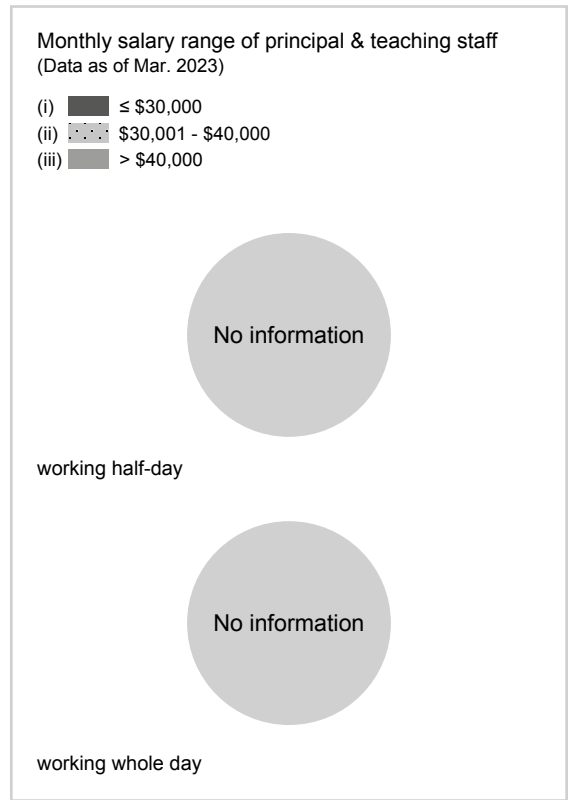 Monthly salary range of principal & teaching staff
(Data as of Mar. 2023)
(i) ≤ $30,000
(ii) $30,001 - $40,000
(iii) > $40,000
No information
working half-day
No information
working whole day